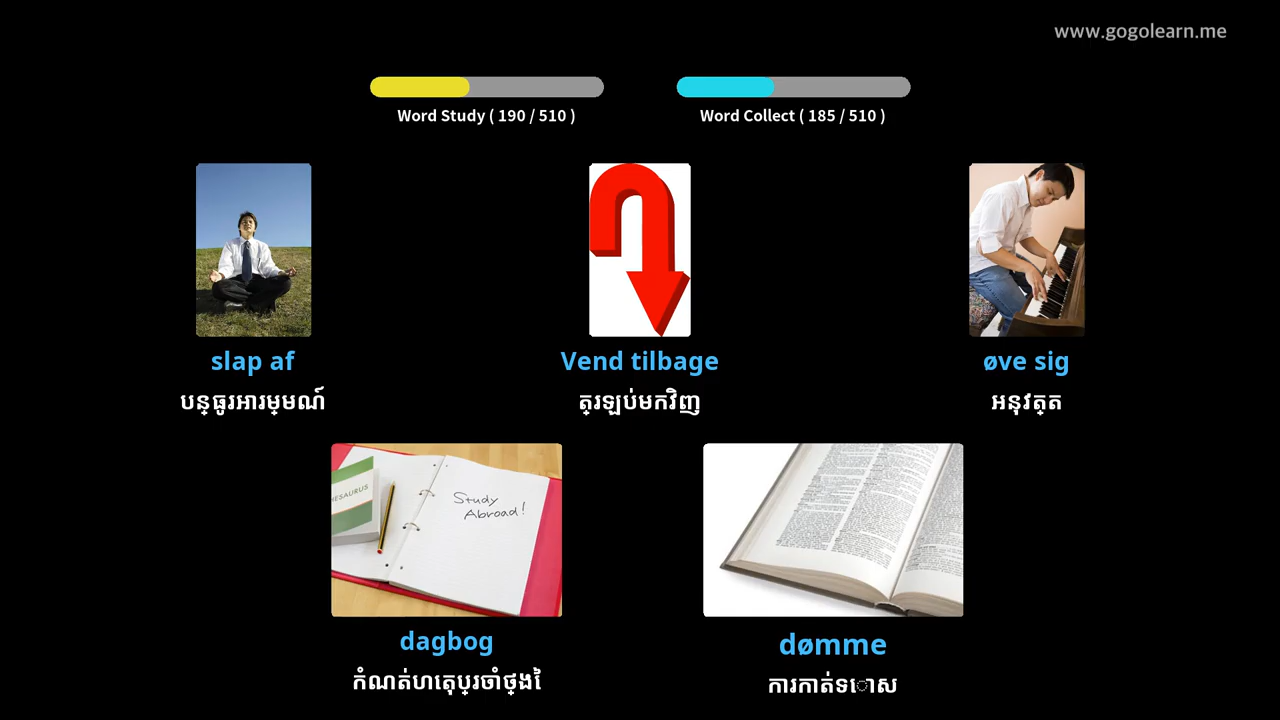 www.gogolearn.me
Word Study ( 190 / 510 )
Word Collect ( 185 / 510 )
slap af
Vend tilbage
øve sig
បន្ធូរអារម្មណ៍
ត្រឡប់មកវិញ
អនុវត្ត
THESAURUS
Study
Abroad!
dagbog
dømme
កំណត់ហេតុប្រចាំថ្ងៃ
ការកាត់ទោស